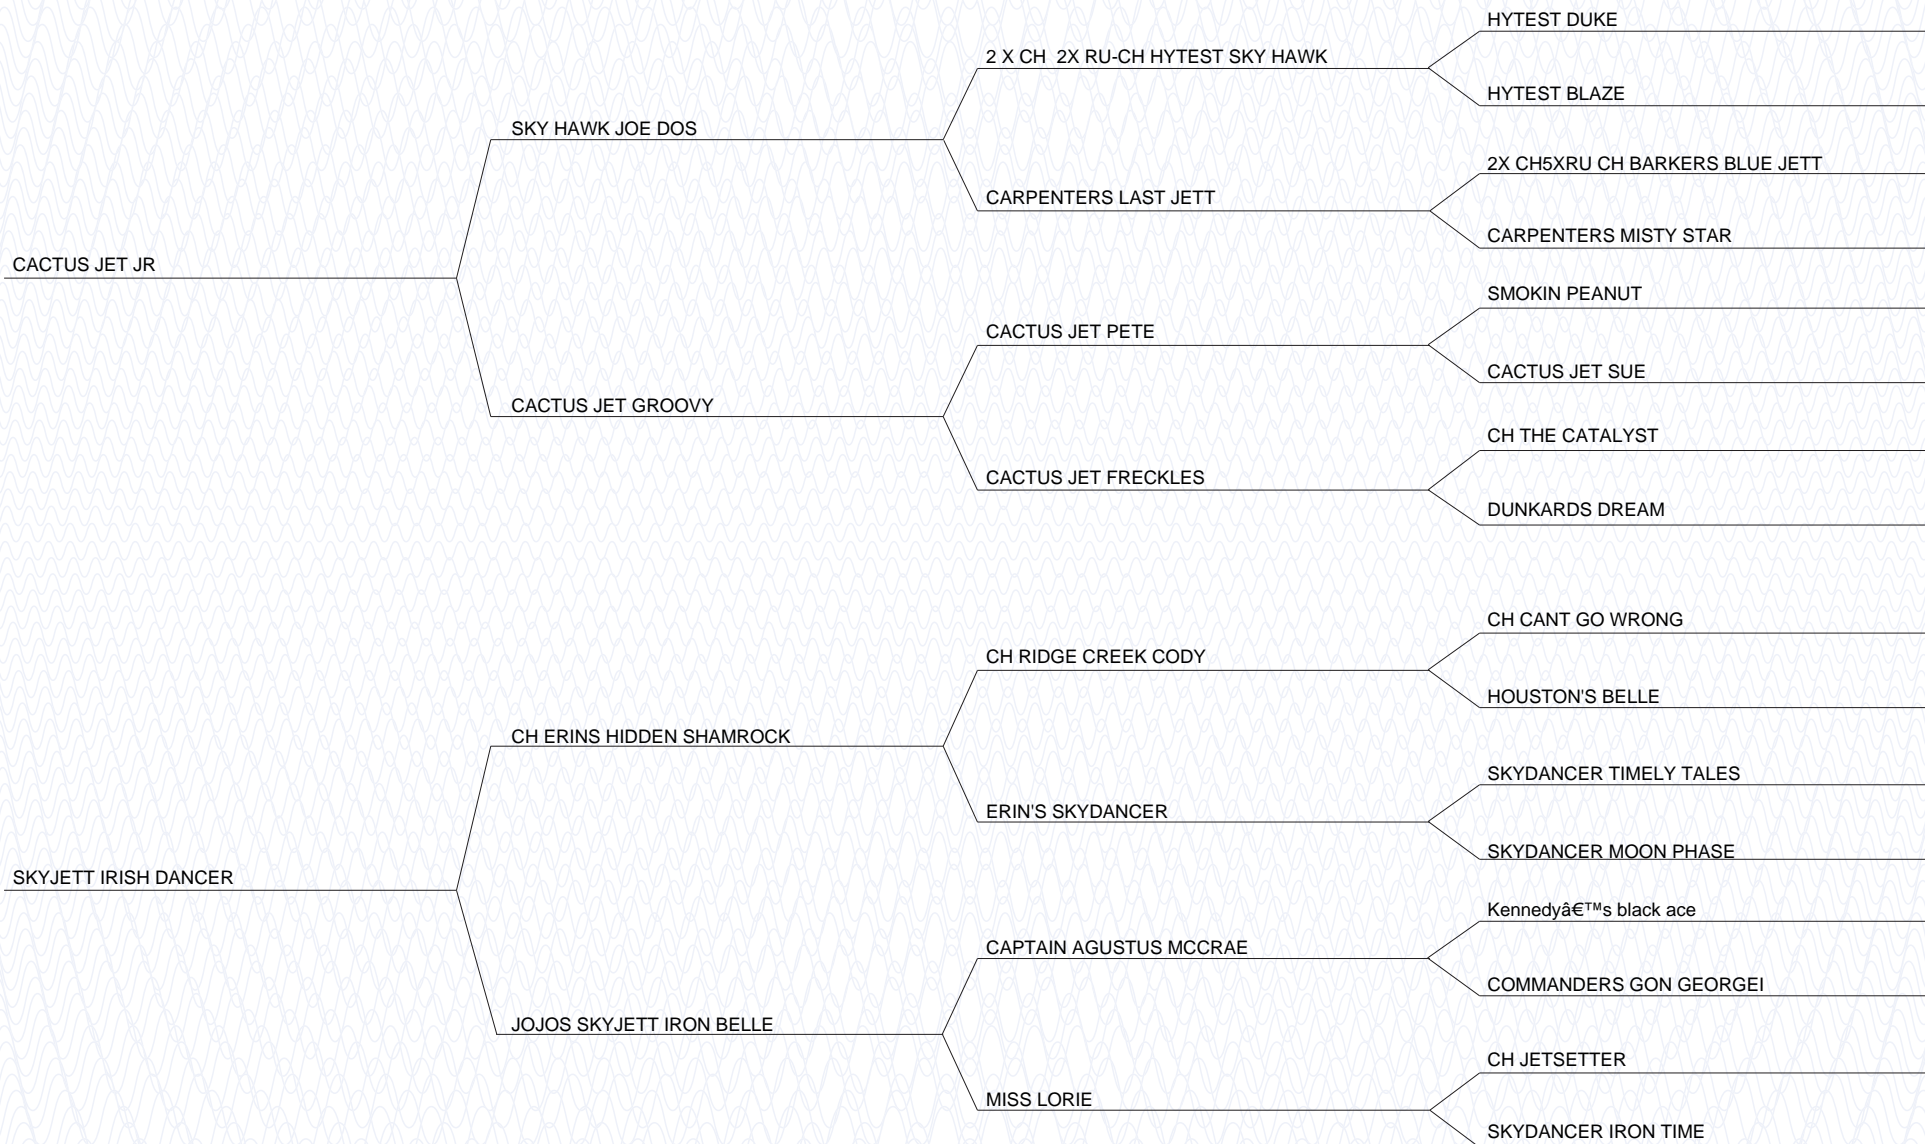 HYTEST DUKE
2 X CH  2X RU-CH HYTEST SKY HAWK
HYTEST BLAZE
SKY HAWK JOE DOS
2X CH5XRU CH BARKERS BLUE JETT
CARPENTERS LAST JETT
CARPENTERS MISTY STAR
CACTUS JET JR
SMOKIN PEANUT
CACTUS JET PETE
CACTUS JET SUE
CACTUS JET GROOVY
CH THE CATALYST
CACTUS JET FRECKLES
DUNKARDS DREAM
CH CANT GO WRONG
CH RIDGE CREEK CODY
HOUSTON'S BELLE
CH ERINS HIDDEN SHAMROCK
SKYDANCER TIMELY TALES
ERIN'S SKYDANCER
SKYDANCER MOON PHASE
SKYJETT IRISH DANCER
Kennedyâ€™s black ace
CAPTAIN AGUSTUS MCCRAE
COMMANDERS GON GEORGEI
JOJOS SKYJETT IRON BELLE
CH JETSETTER
MISS LORIE
SKYDANCER IRON TIME